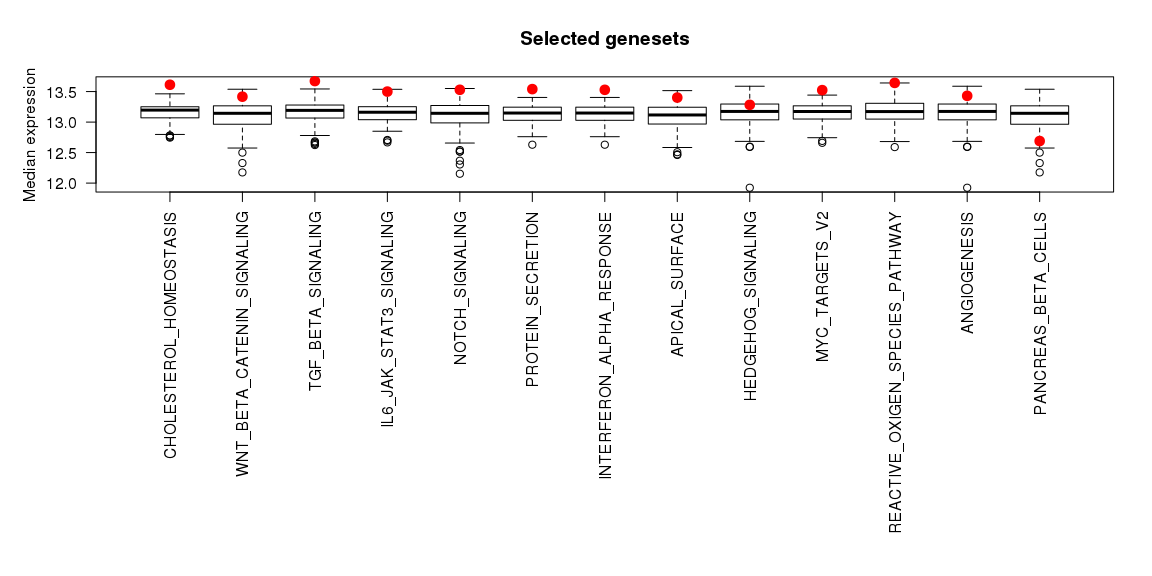 Selected genesets
Median expression
13.5
13.0
12.5
12.0
CHOLESTEROL_HOMEOSTASIS
WNT_BETA_CATENIN_SIGNALING
TGF_BETA_SIGNALING
IL6_JAK_STAT3_SIGNALING
NOTCH_SIGNALING
PROTEIN_SECRETION
INTERFERON_ALPHA_RESPONSE
APICAL_SURFACE
HEDGEHOG_SIGNALING
MYC_TARGETS_V2
REACTIVE_OXIGEN_SPECIES_PATHWAY
ANGIOGENESIS
PANCREAS_BETA_CELLS